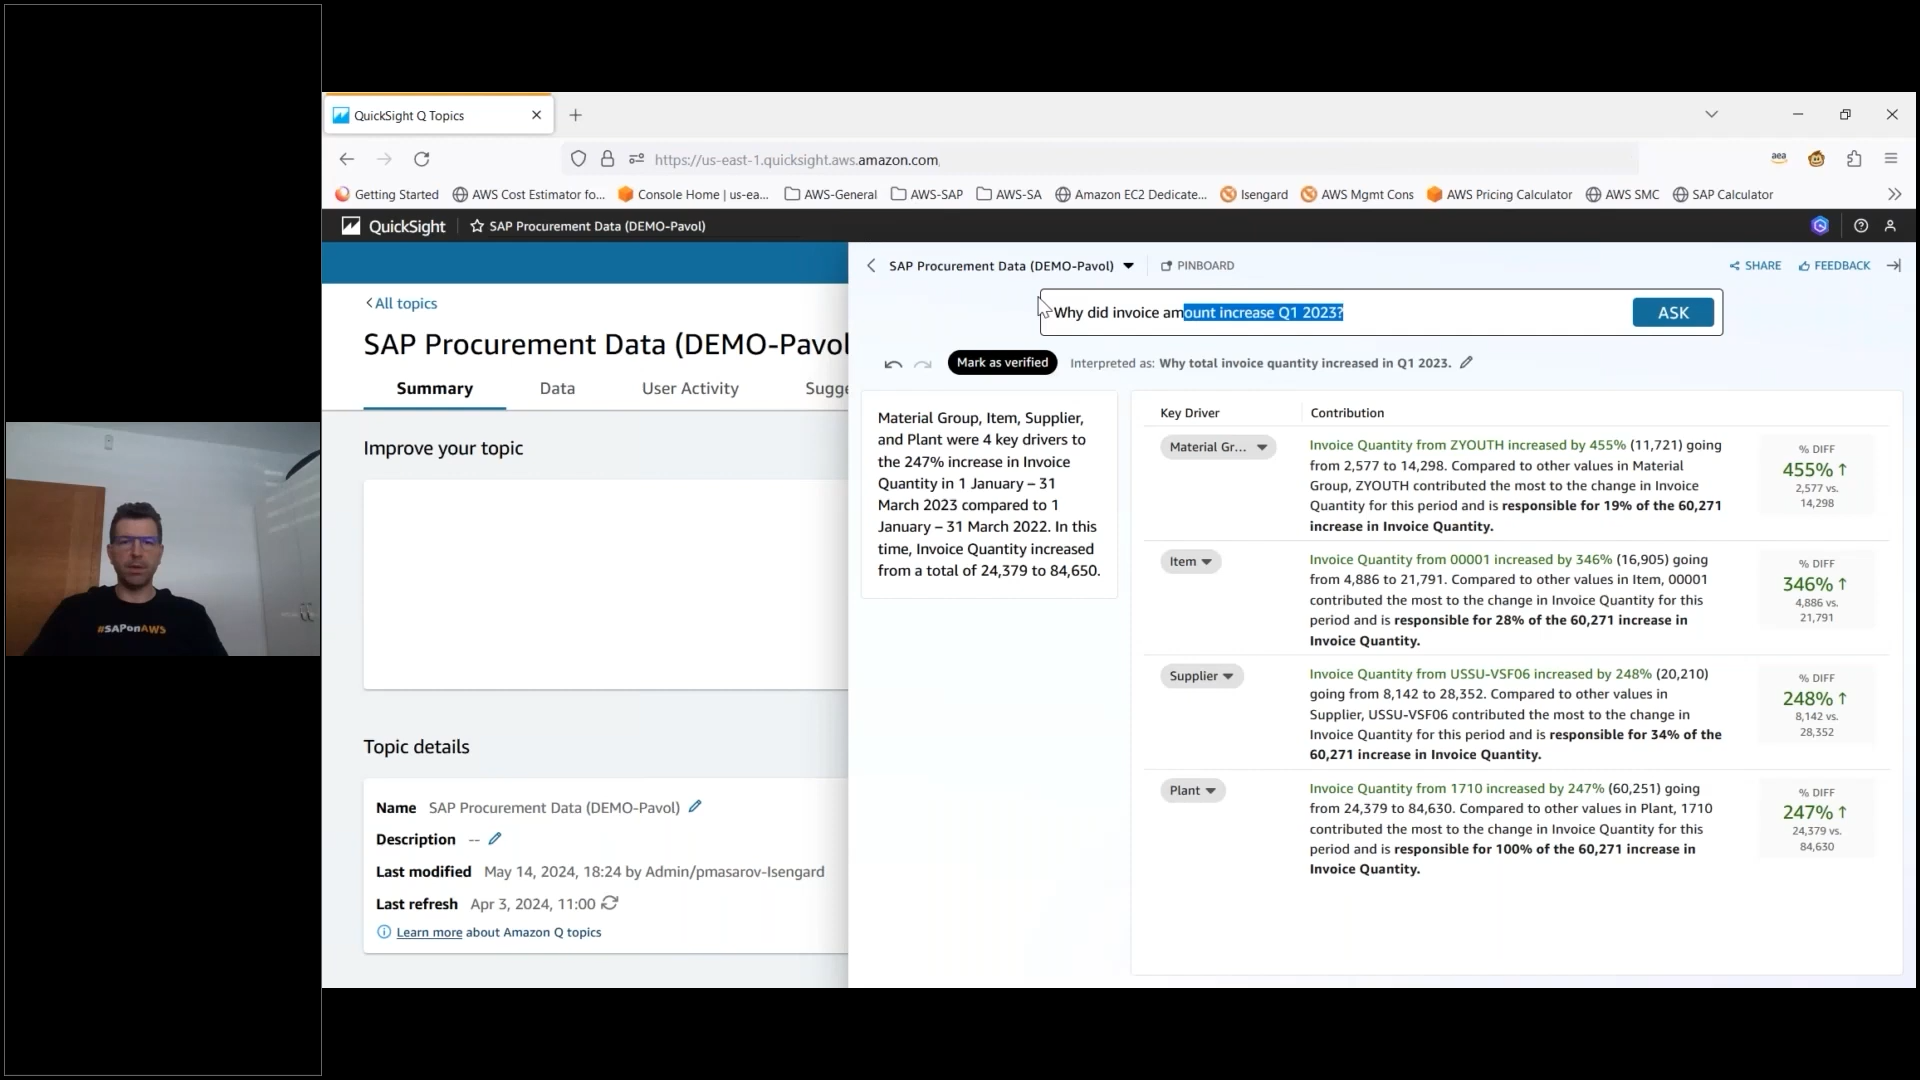 QuickSight Q Topics
https://us-east-1.quicksight.aws.amazon.com
Getting Started
AWS Cost Estimator fo...
Console Home | us-ea...
AWS-General
AWS-SAP
AWS-SA
Amazon EC2 Dedicate...
Isengard
AWS Mgmt Cons
AWS Pricing Calculator
AWS SMC
SAP Calculator
aea
QuickSight
SAP Procurement Data (DEMO-Pavol)
All topics
SAP Procurement Data (DEMO-Pavol
Summary
Data
User Activity
Sugge
Improve your topic
Topic details
Name SAP Procurement Data (DEMO-Pavol)
Description --
Last modified May 14, 2024, 18:24 by Admin/pmasarov-Isengard
Last refresh Apr 3, 2024, 11:00
Learn more about Amazon Q topics
SAP Procurement Data (DEMO-Pavol)
PINBOARD
SHARE
FEEDBACK
Why did invoice amount increase Q1 2023?
ASK
Mark as verified
Interpreted as: Why total invoice quantity increased in Q1 2023.
Material Group, Item, Supplier,
and Plant were 4 key drivers to
the 247% increase in Invoice
Quantity in 1 January – 31
March 2023 compared to 1
January – 31 March 2022. In this
time, Invoice Quantity increased
from a total of 24,379 to 84,650.
Key Driver
Contribution
Material Gr...
Invoice Quantity from ZYOUTH increased by 455% (11,721) going
from 2,577 to 14,298. Compared to other values in Material
Group, ZYOUTH contributed the most to the change in Invoice
Quantity for this period and is responsible for 19% of the 60,271
increase in Invoice Quantity.
% DIFF
455% ↑
2,577 vs.
14,298
Item
Invoice Quantity from 00001 increased by 346% (16,905) going
from 4,886 to 21,791. Compared to other values in Item, 00001
contributed the most to the change in Invoice Quantity for this
period and is responsible for 28% of the 60,271 increase in
Invoice Quantity.
% DIFF
346% ↑
4,886 vs.
21,791
Supplier
Invoice Quantity from USSU-VSF06 increased by 248% (20,210)
going from 8,142 to 28,352. Compared to other values in
Supplier, USSU-VSF06 contributed the most to the change in
Invoice Quantity for this period and is responsible for 34% of the
60,271 increase in Invoice Quantity.
% DIFF
248% ↑
8,142 vs.
28,352
Plant
Invoice Quantity from 1710 increased by 247% (60,251) going
from 24,379 to 84,630. Compared to other values in Plant, 1710
contributed the most to the change in Invoice Quantity for this
period and is responsible for 100% of the 60,271 increase in
Invoice Quantity.
% DIFF
247% ↑
24,379 vs.
84,630
#SAPonAWS